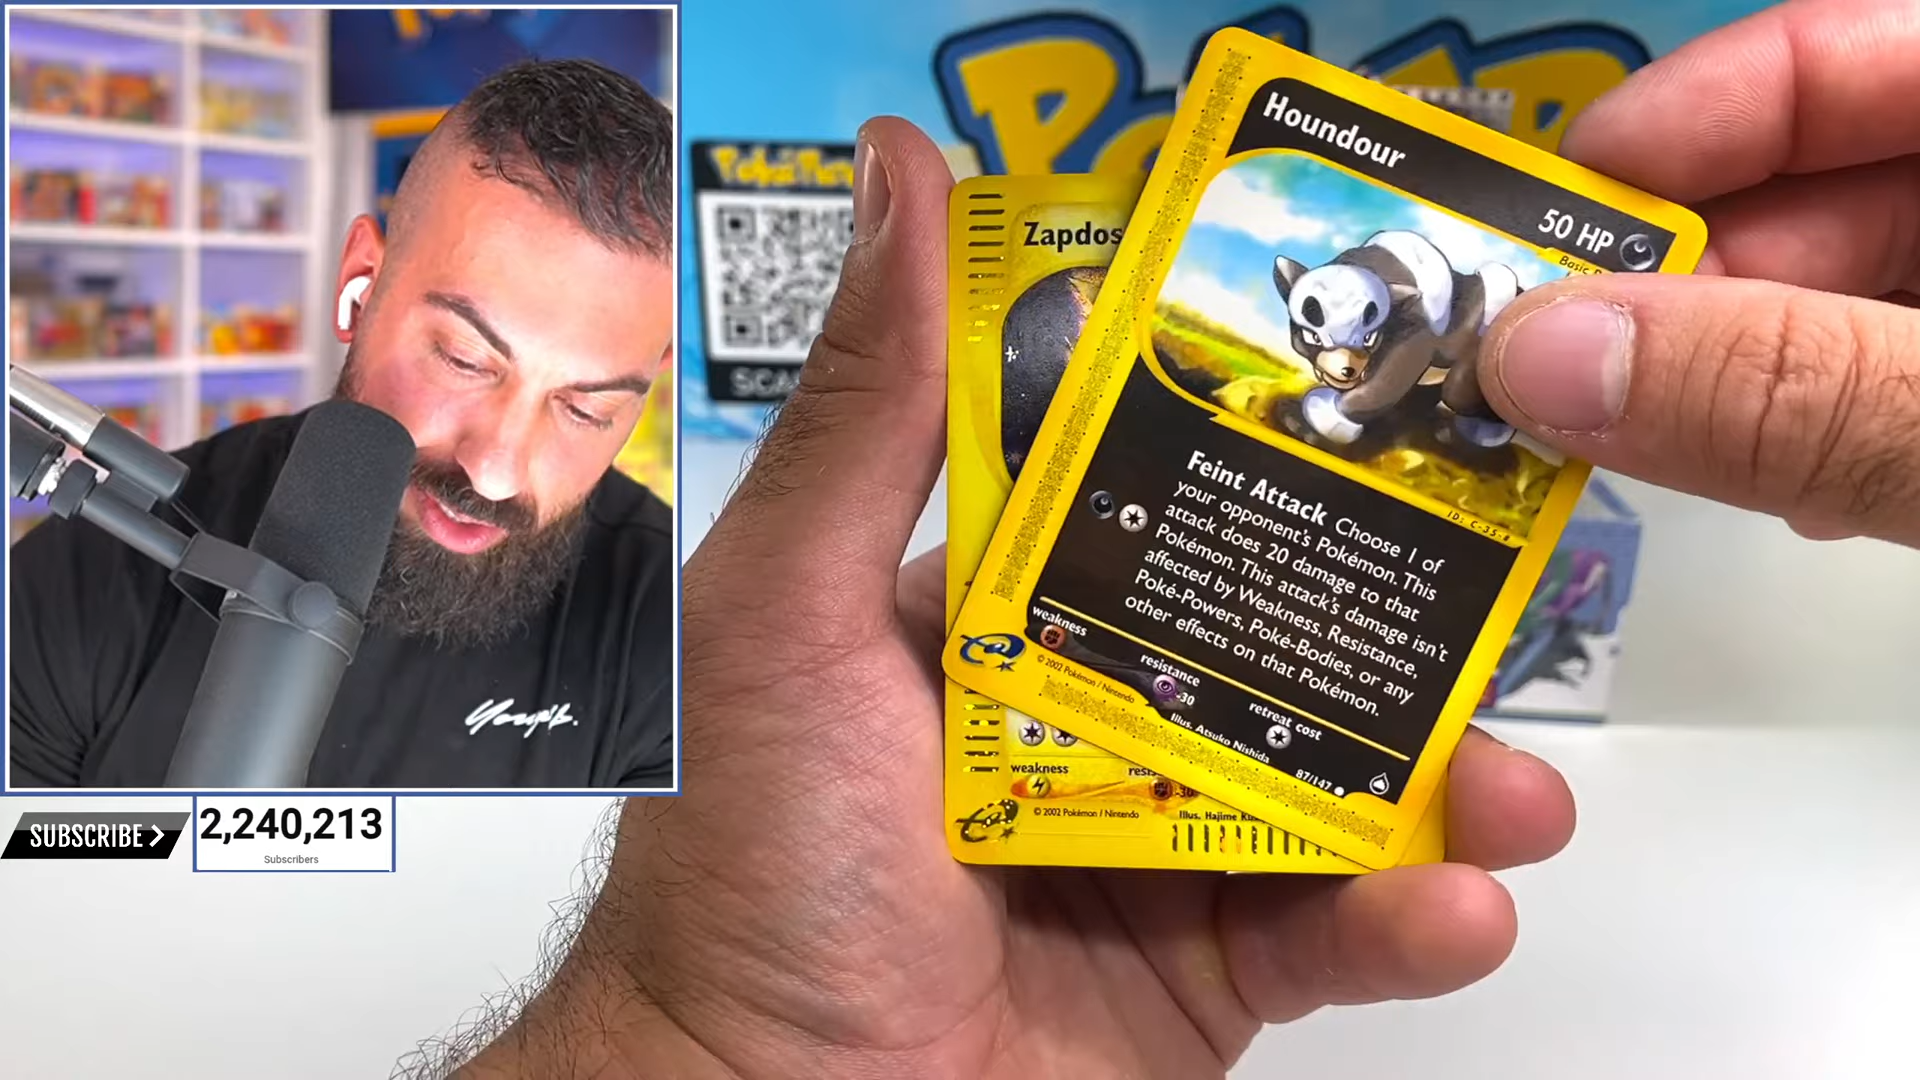 SUBSCRIBE
2,240,213
Subscribers
Zapdos
weakness
© 2002 Pokémon / Nintendo
Houndour
50 HP
Basic
ID: C-35-#
Feint Attack Choose 1 of
your opponent's Pokémon. This
attack does 20 damage to that
Pokémon. This attack's damage isn't
affected by Weakness, Resistance,
Poké-Powers, Poké-Bodies, or any
other effects on that Pokémon.
weakness
resistance
-30
retreat cost
© 2002 Pokémon / Nintendo
Illus. Atsuko Nishida
87/147
-30
Illus. Hajime